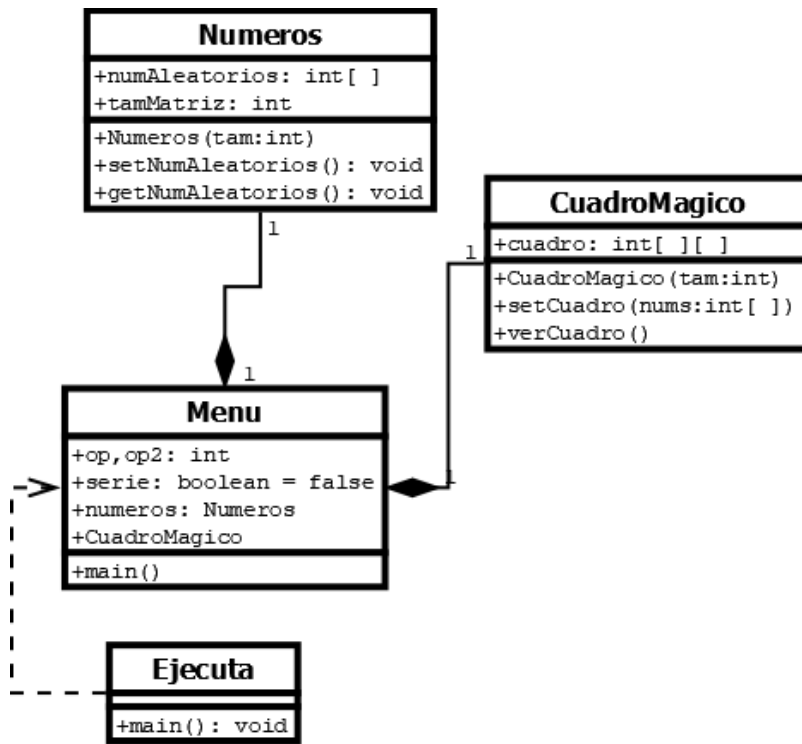 Numeros
+numAleatorios: int[ ]
+tamMatriz: int
+Numeros(tam:int)
+setNumAleatorios(): void
+getNumAleatorios(): void
1
CuadroMagico
+cuadro: int[ ][ ]
+CuadroMagico(tam:int)
+setCuadro(nums:int[ ])
+verCuadro()
1
1
Menu
+op,op2: int
+serie: boolean = false
+numeros: Numeros
+CuadroMagico
+main()
1
Ejecuta
+main(): void